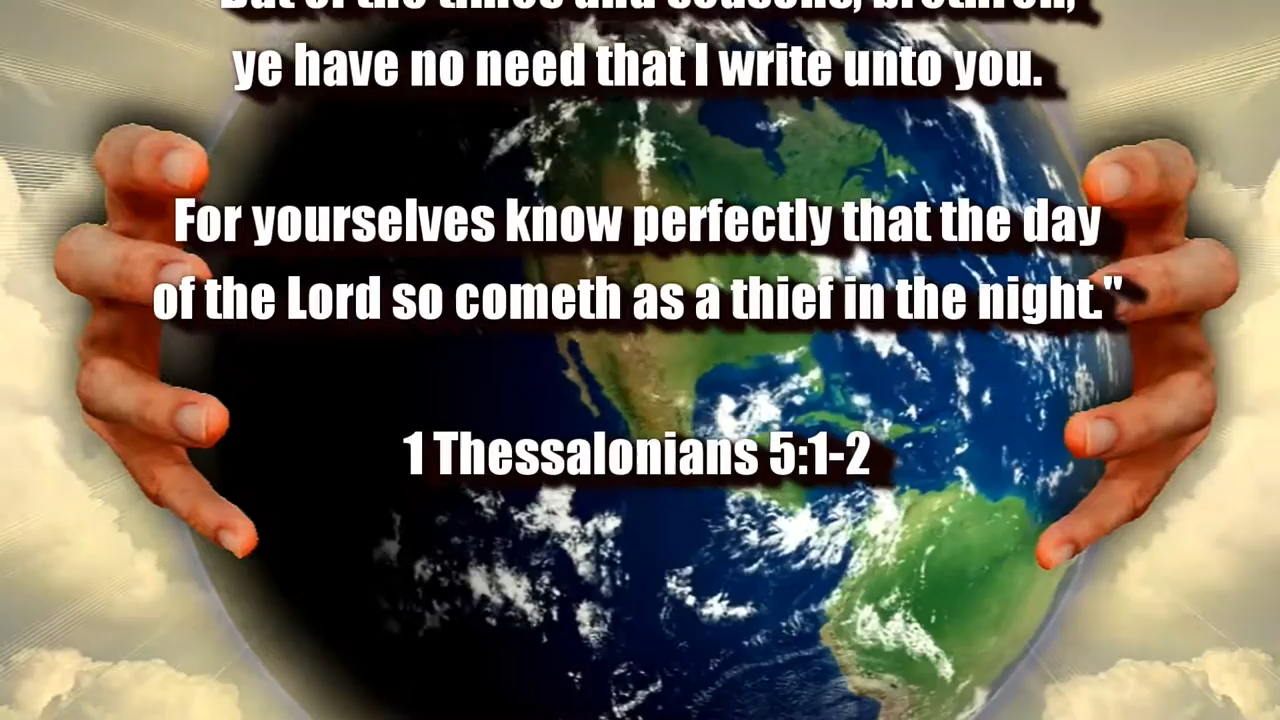 But of the times and seasons, brethren,
ye have no need that I write unto you.
For yourselves know perfectly that the day
of the Lord so cometh as a thief in the night."
1 Thessalonians 5:1-2